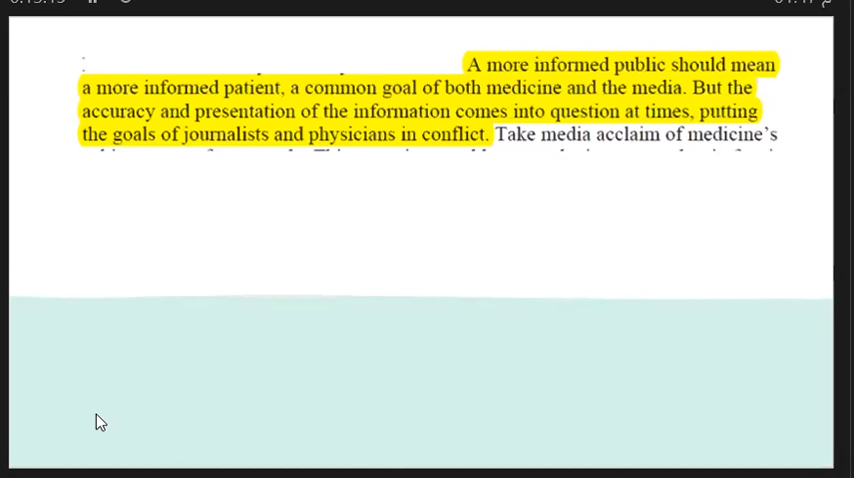 A more informed public should mean
a more informed patient, a common goal of both medicine and the media. But the
accuracy and presentation of the information comes into question at times, putting
the goals of journalists and physicians in conflict. Take media acclaim of medicine's